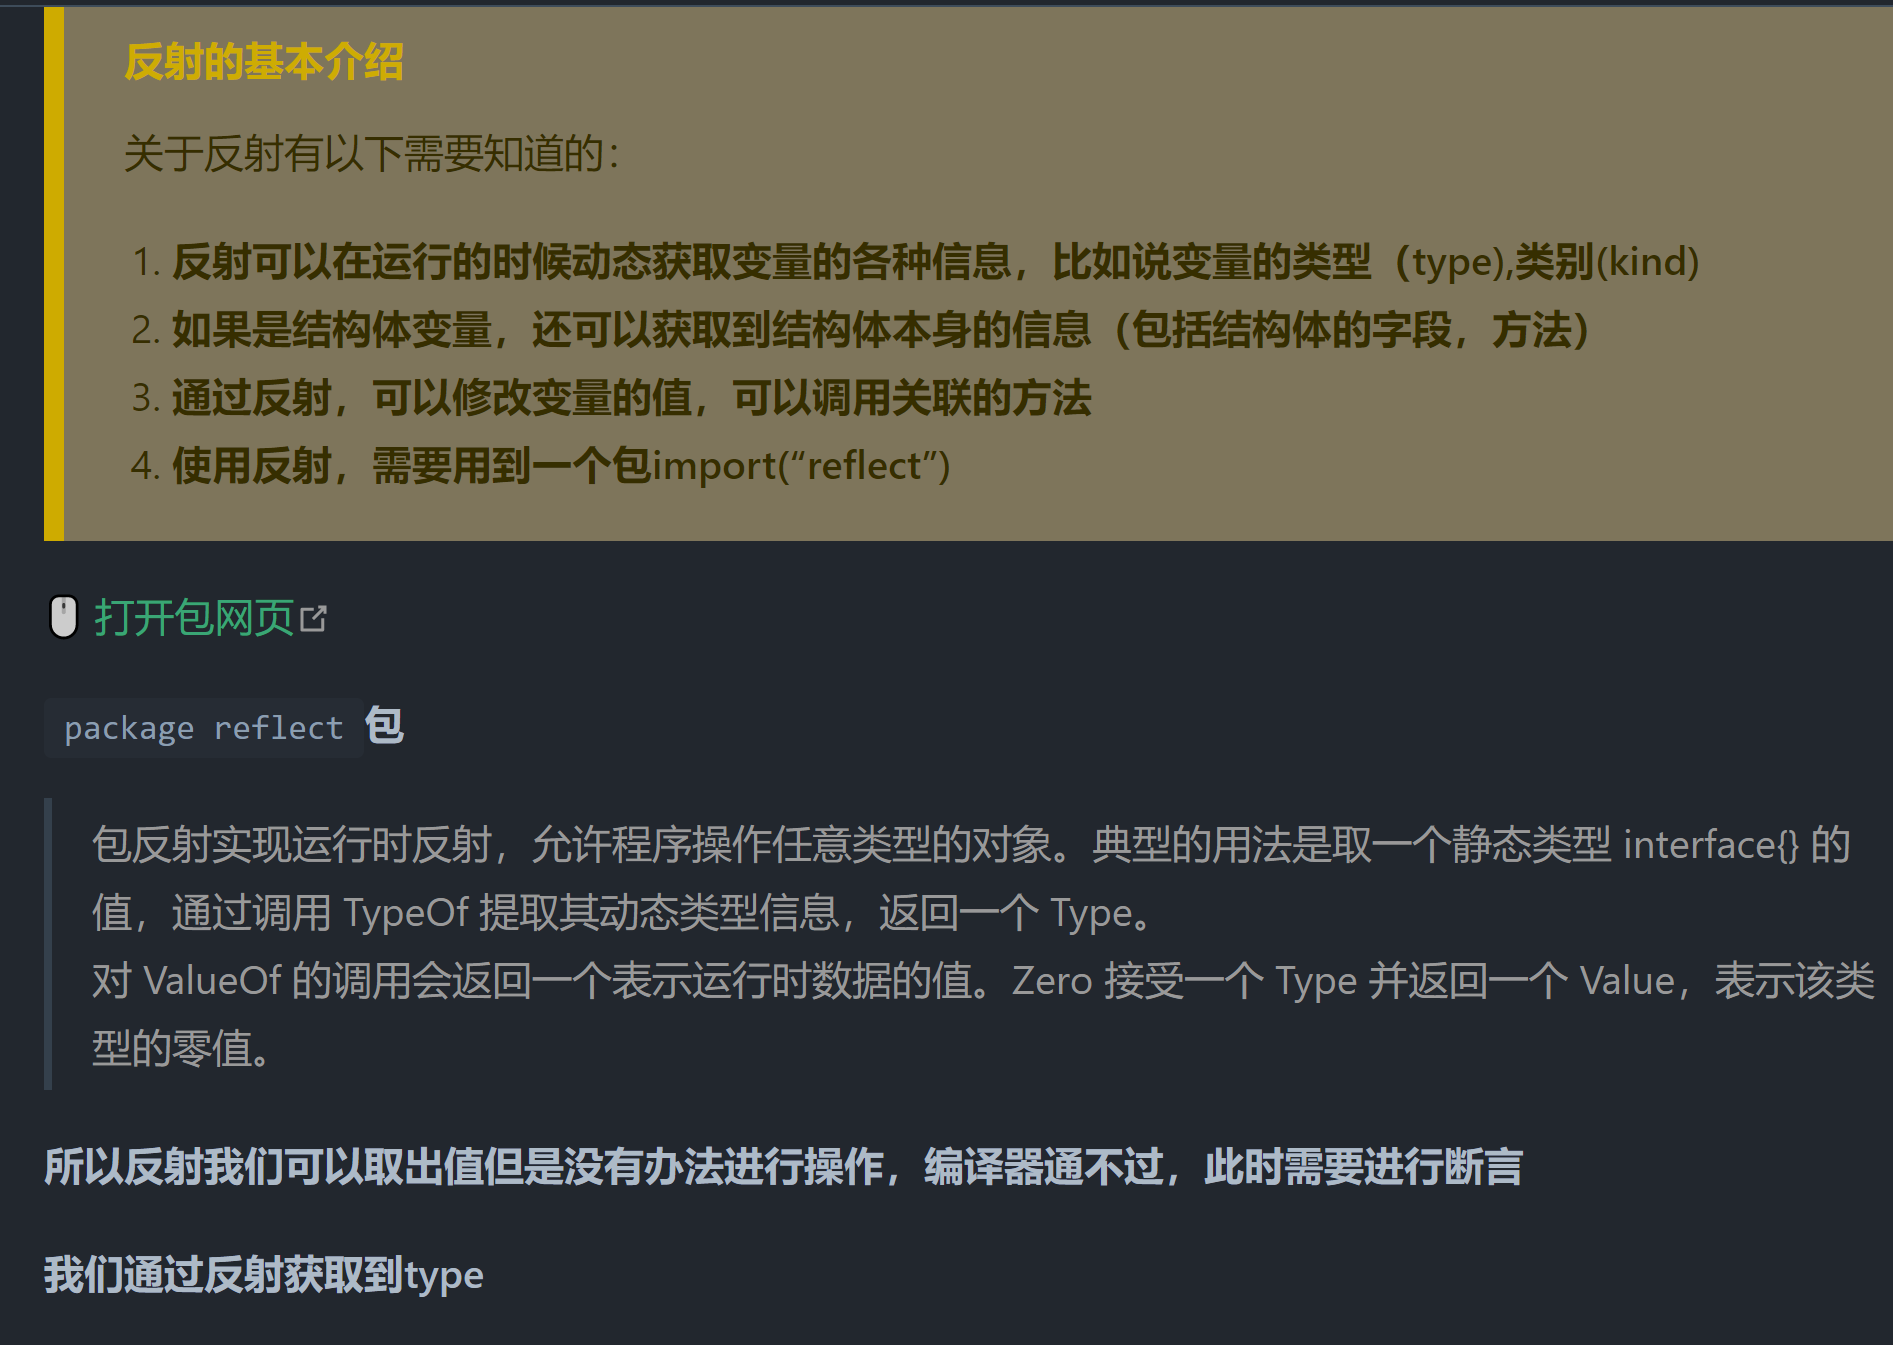 反射的基本介绍
关于反射有以下需要知道的：
1. 反射可以在运行的时候动态获取变量的各种信息，比如说变量的类型（type),类别(kind)
2. 如果是结构体变量，还可以获取到结构体本身的信息（包括结构体的字段，方法）
3. 通过反射，可以修改变量的值，可以调用关联的方法
4. 使用反射，需要用到一个包import(“reflect”)
打开包网页
package reflect 包
包反射实现运行时反射，允许程序操作任意类型的对象。典型的用法是取一个静态类型 interface{} 的
值，通过调用 TypeOf 提取其动态类型信息，返回一个 Type。
对 ValueOf 的调用会返回一个表示运行时数据的值。Zero 接受一个 Type 并返回一个 Value，表示该类
型的零值。
所以反射我们可以取出值但是没有办法进行操作，编译器通不过，此时需要进行断言
我们通过反射获取到type